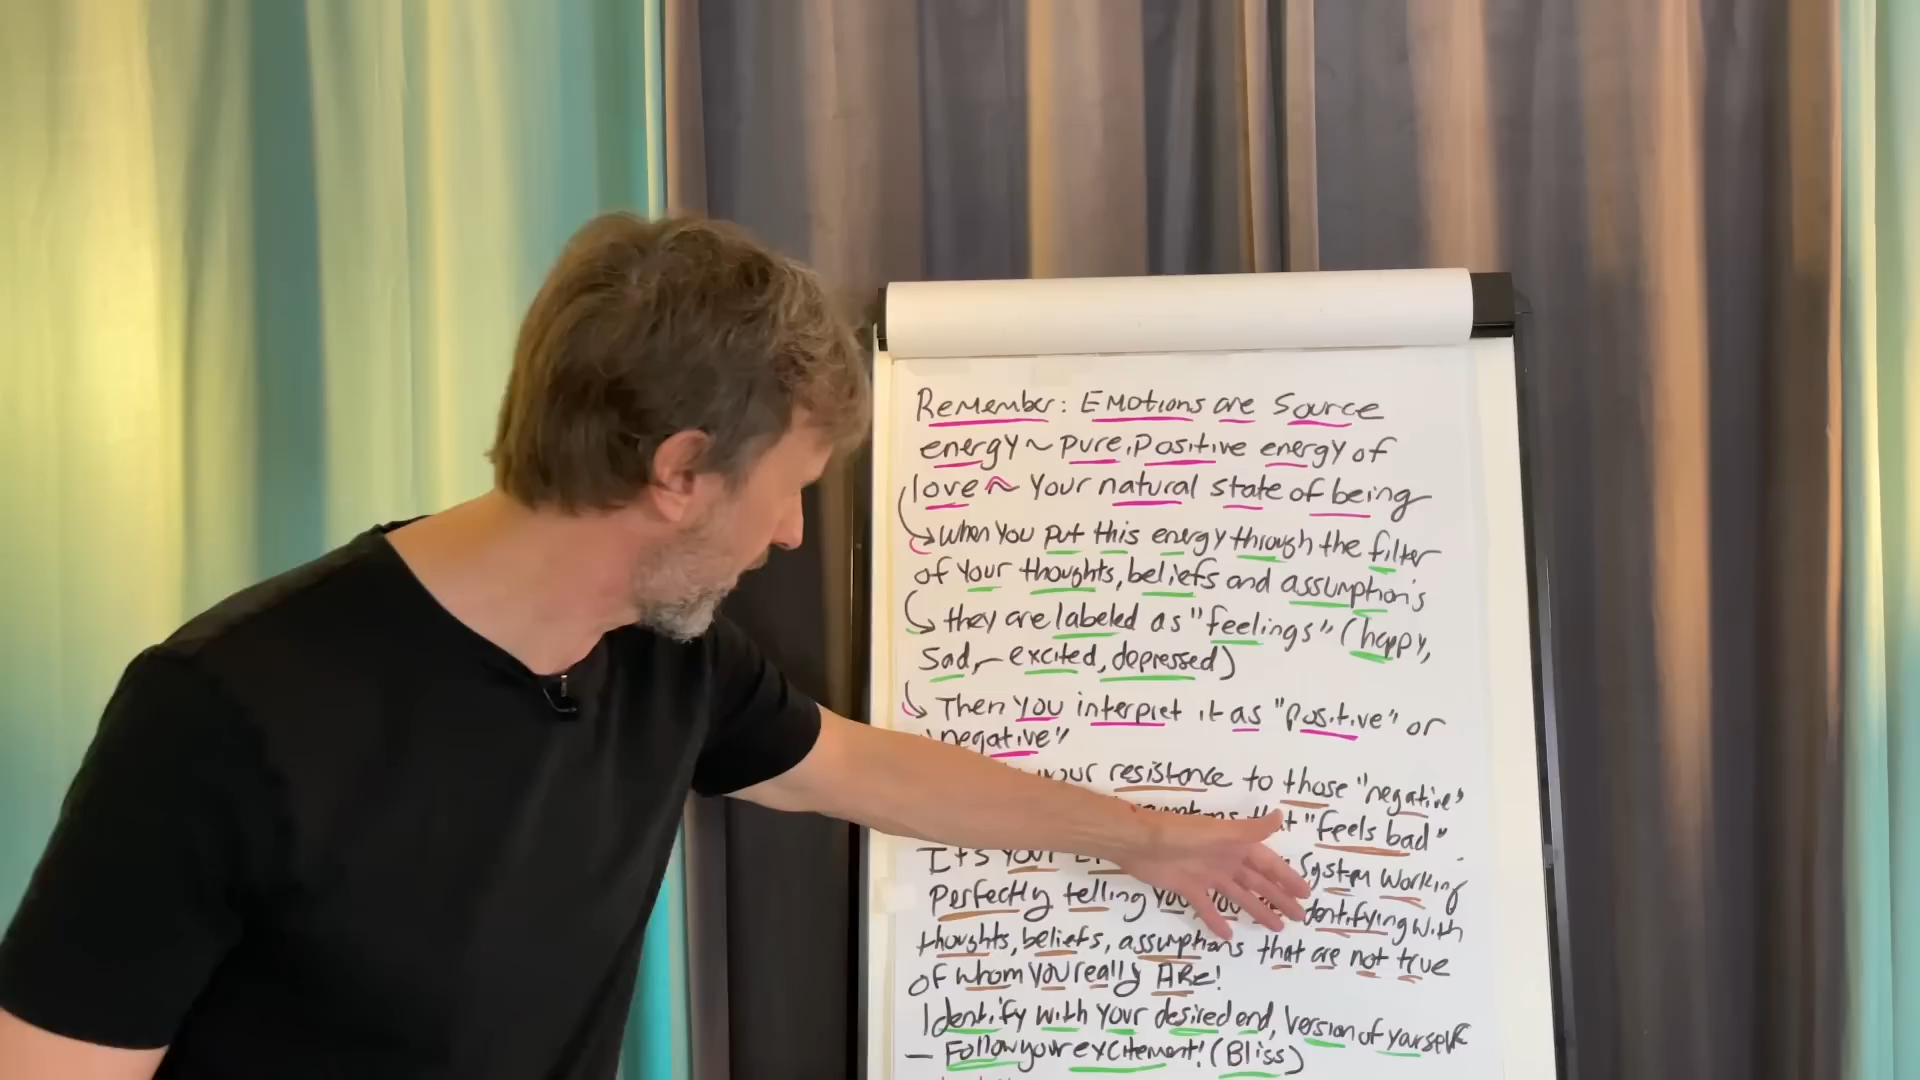 Remember: Emotions are Source
energy ~ pure, positive energy of
love ~ your natural state of being
→ When you put this energy through the filter
of your thoughts, beliefs and assumptions
→ they are labeled as "feelings" (happy,
sad, excited, depressed)
→ Then you interpret it as "positive" or
"negative"
your resistance to those "negative"
"feels bad"
It's your system working
Perfectly telling you you identifying with
thoughts, beliefs, assumptions that are not true
of whom you really ARE!
Identify with your desired end, version of yourself
— Follow your excitement! (Bliss)